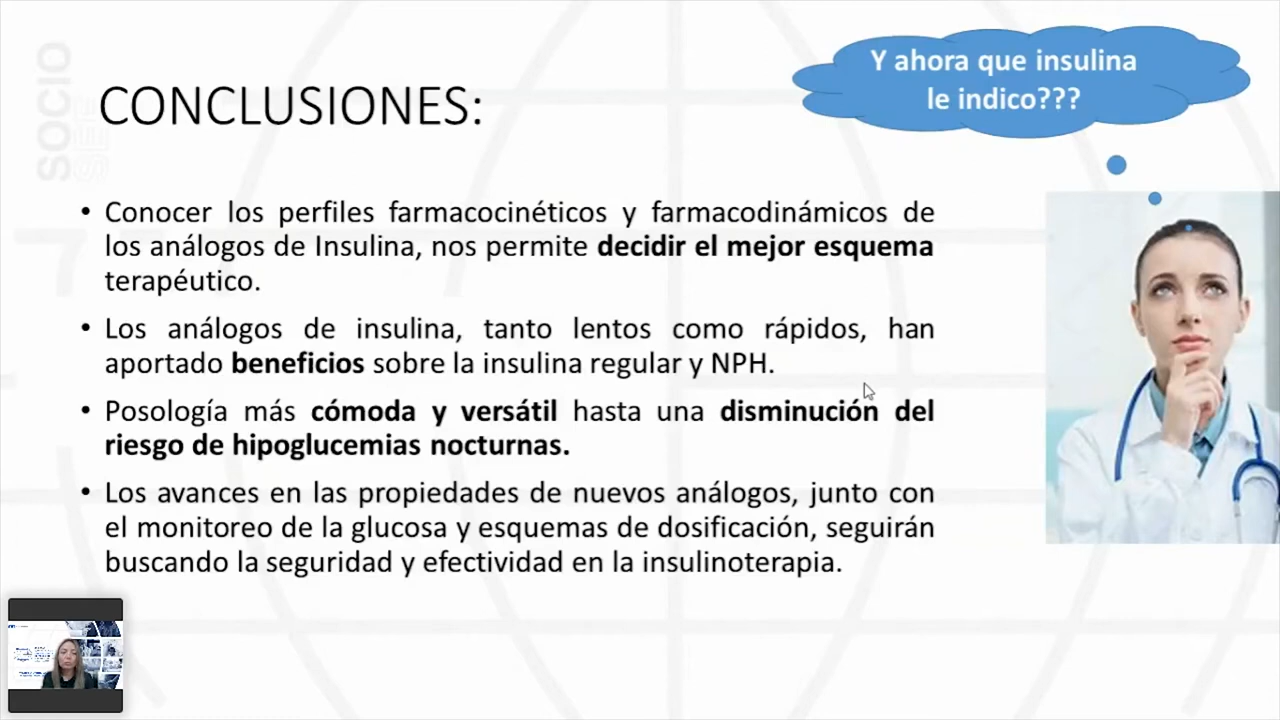 Y ahora que insulina
le indico???
CONCLUSIONES:
SOCIO
• Conocer los perfiles farmacocinéticos y farmacodinámicos de
los análogos de Insulina, nos permite decidir el mejor esquema
terapéutico.
• Los análogos de insulina, tanto lentos como rápidos, han
aportado beneficios sobre la insulina regular y NPH.
• Posología más cómoda y versátil hasta una disminución del
riesgo de hipoglucemias nocturnas.
• Los avances en las propiedades de nuevos análogos, junto con
el monitoreo de la glucosa y esquemas de dosificación, seguirán
buscando la seguridad y efectividad en la insulinoterapia.